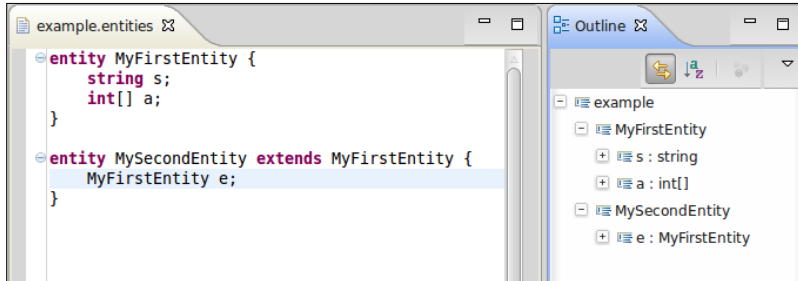 example.entities
entity MyFirstEntity {
    string s;
    int[] a;
}
entity MySecondEntity extends MyFirstEntity {
    MyFirstEntity e;
}
Outline
a
z
example
MyFirstEntity
s : string
a : int[]
MySecondEntity
e : MyFirstEntity